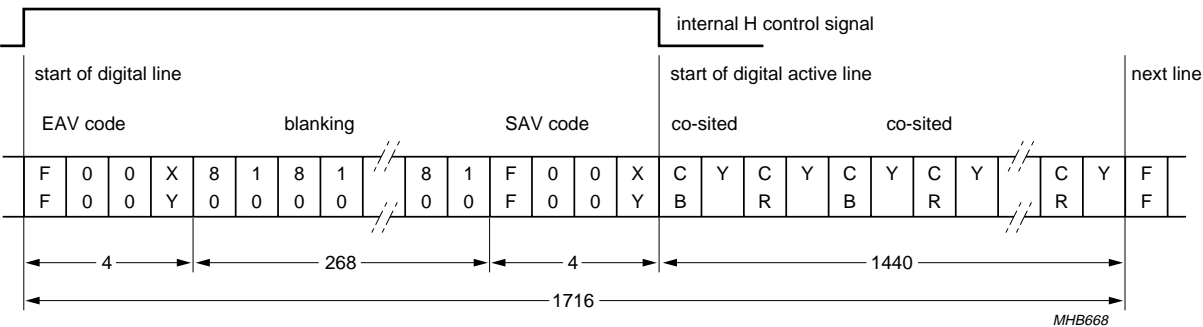 internal H control signal
start of digital line start of digital active line next line
EAV code blanking SAV code co-sited co-sited
F 0 0 X 8 1 8 1 8 1 F 0 0 X C Y C Y C Y C Y C Y F
F 0 0 Y 0 0 0 0 0 0 F 0 0 Y B R B R R F
4 268 4 1440
1716
MHB668